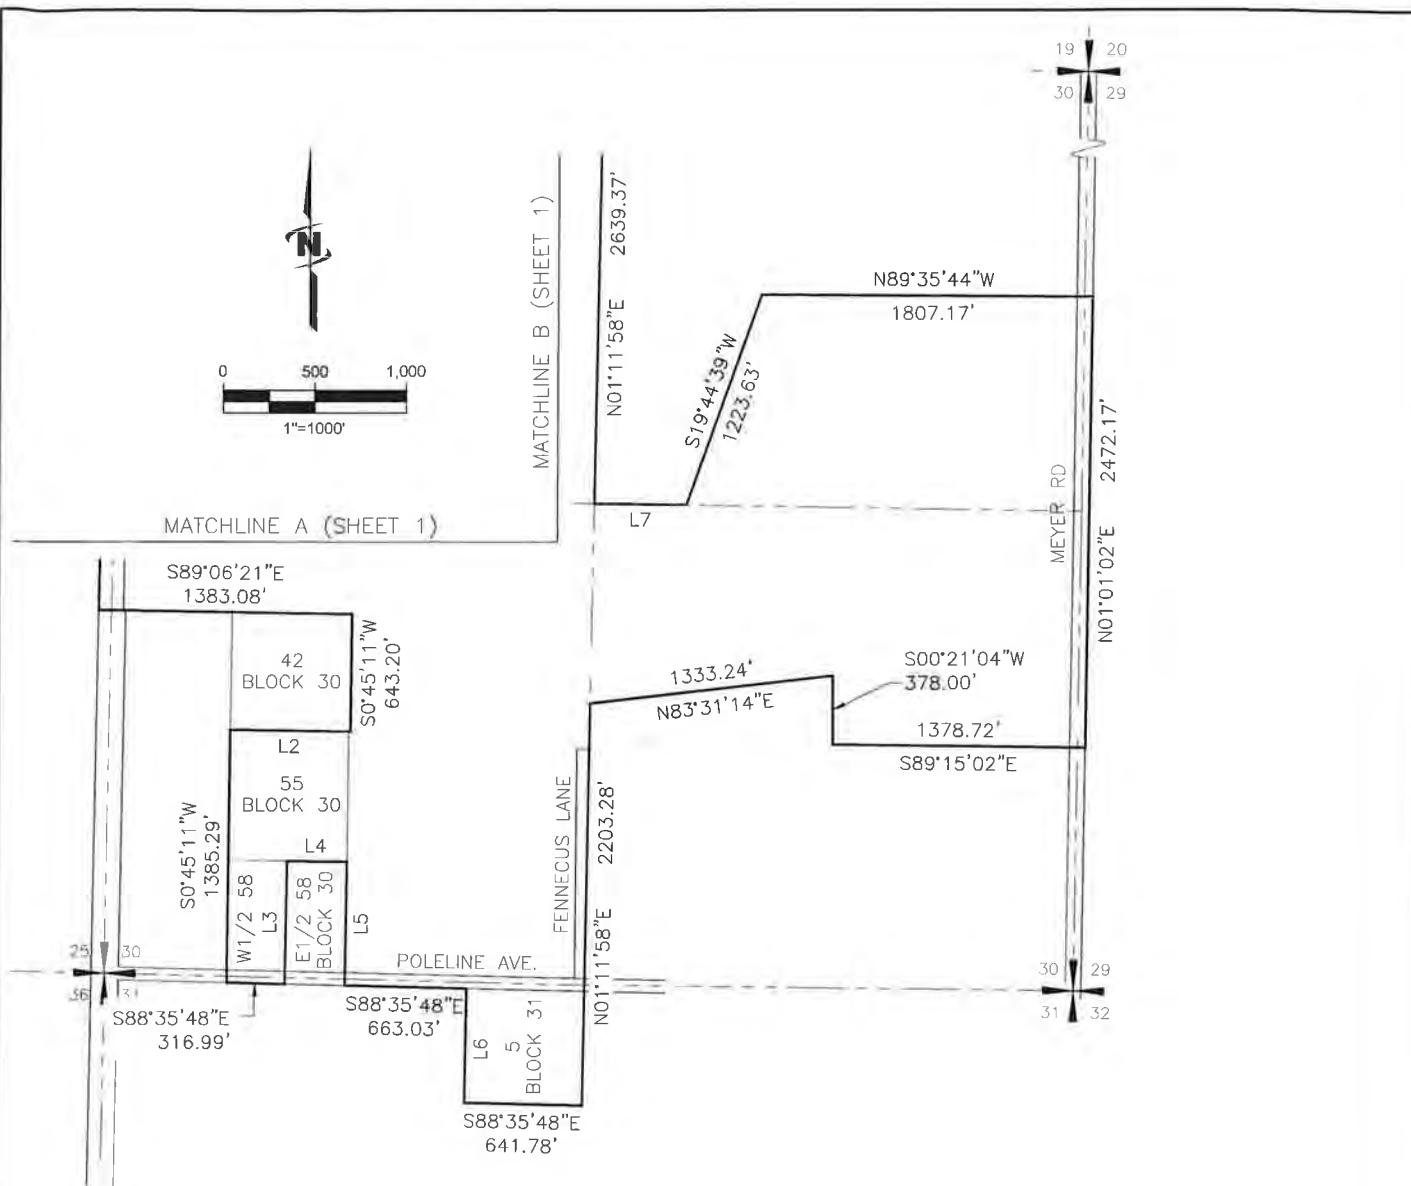 19 20
30 29
N
0 500 1,000
1"=1000'
MATCHLINE B (SHEET 1)
N01°11'58"E 2639.37'
N89°35'44"W
1807.17'
S19°44'39"W
1223.63'
MEYER RD
N01°01'02"E 2472.17'
MATCHLINE A (SHEET 1)
L7
S89°06'21"E
1383.08'
42
BLOCK 30
S0°45'11"W
643.20'
1333.24'
N83°31'14"E
S00°21'04"W
378.00'
1378.72'
S89°15'02"E
L2
55
BLOCK 30
S0°45'11"W
1385.29'
L4
W1/2 58
L3
E1/2 58
BLOCK 30
L5
FENNECUS LANE
N01°11'58"E 2203.28'
POLELINE AVE.
25 30
36 31
30 29
31 32
S88°35'48"E
316.99'
S88°35'48"E
663.03'
L6
5
BLOCK 31
S88°35'48"E
641.78'